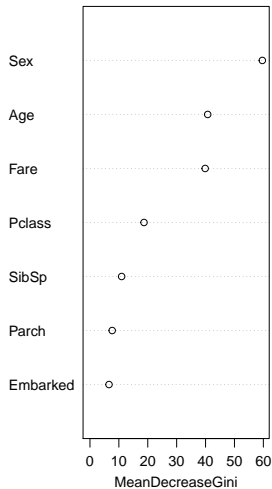 Sex
Age
Fare
Pclass
SibSp
Parch
Embarked
0 10 20 30 40 50 60
MeanDecreaseGini